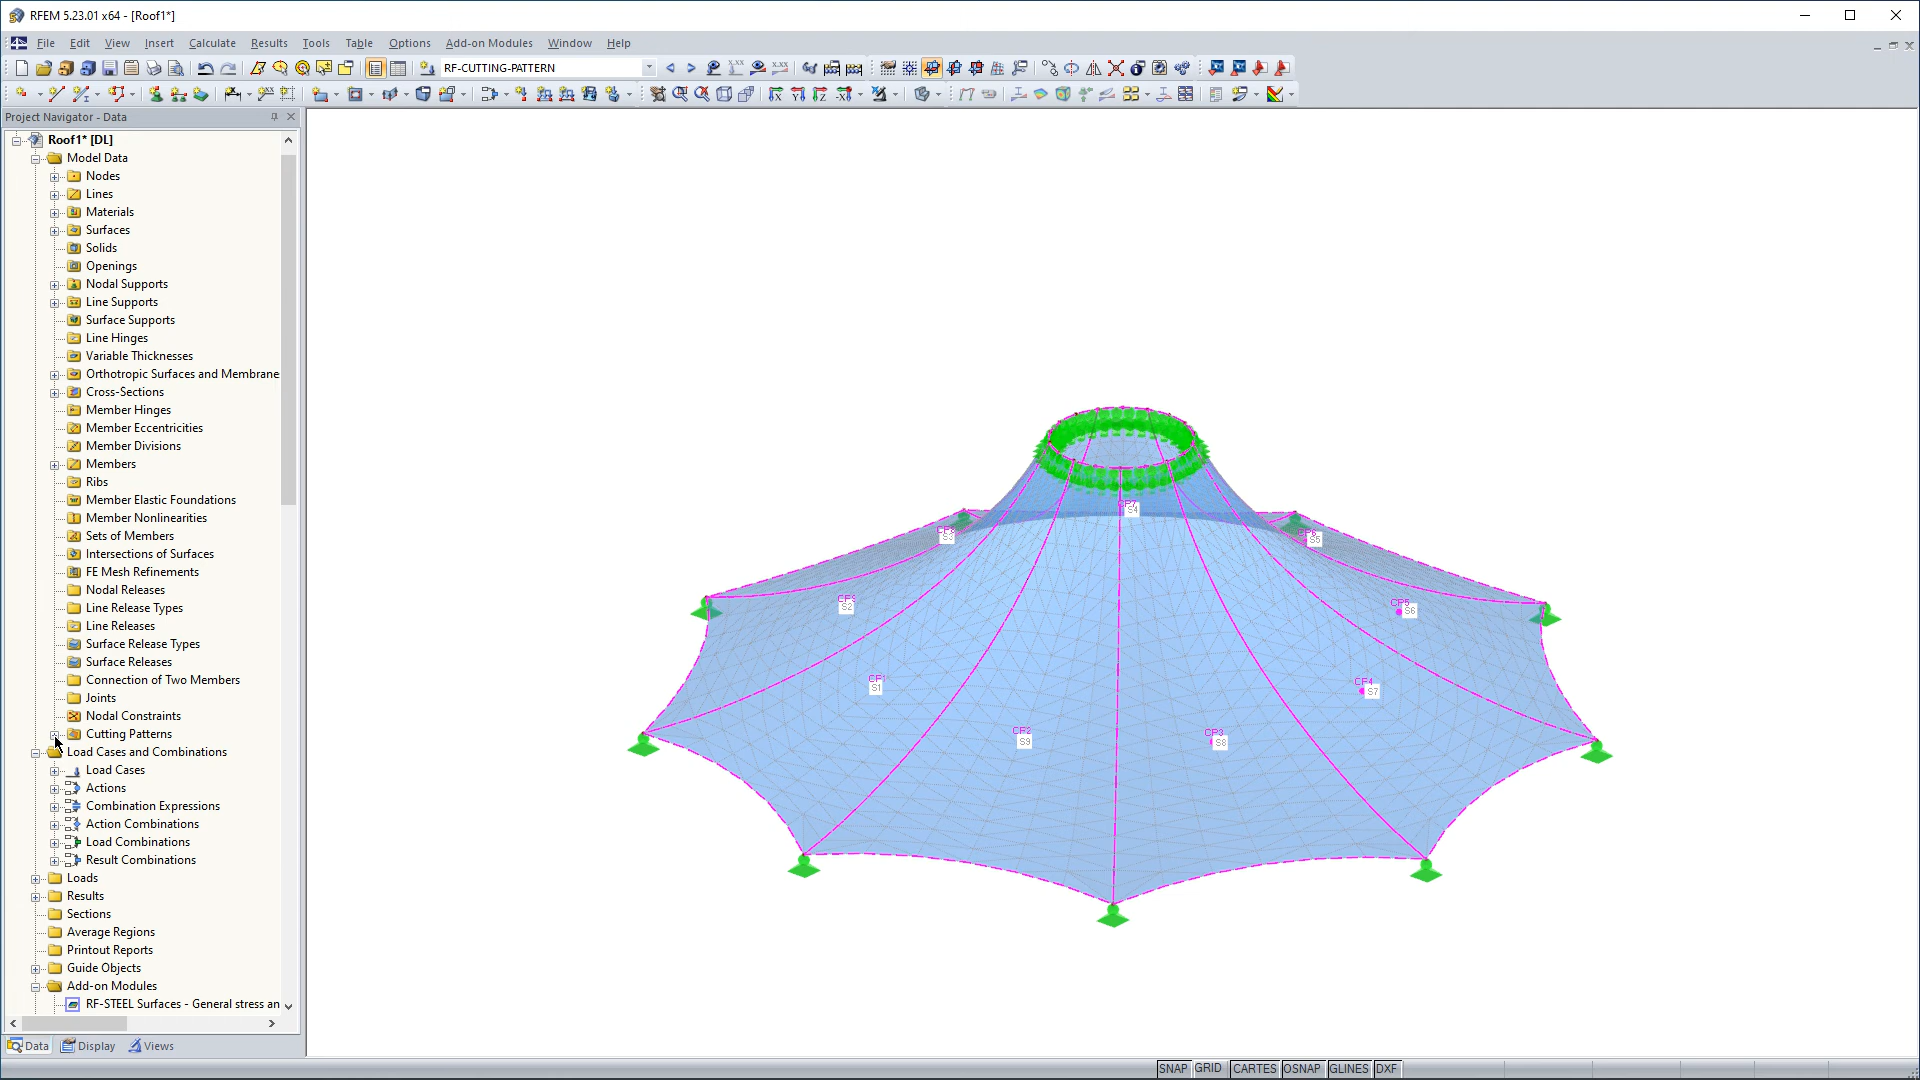 RFEM 5.23.01 x64 - [Roof1*]
File Edit View Insert Calculate Results Tools Table Options Add-on Modules Window Help
RF-CUTTING-PATTERN
Project Navigator - Data
Roof1* [DL]
Model Data
Nodes
Lines
Materials
Surfaces
Solids
Openings
Nodal Supports
Line Supports
Surface Supports
Line Hinges
Variable Thicknesses
Orthotropic Surfaces and Membrane
Cross-Sections
Member Hinges
Member Eccentricities
Member Divisions
Members
Ribs
Member Elastic Foundations
Member Nonlinearities
Sets of Members
Intersections of Surfaces
FE Mesh Refinements
Nodal Releases
Line Release Types
Line Releases
Surface Release Types
Surface Releases
Connection of Two Members
Joints
Nodal Constraints
Cutting Patterns
Load Cases and Combinations
Load Cases
Actions
Combination Expressions
Action Combinations
Load Combinations
Result Combinations
Loads
Results
Sections
Average Regions
Printout Reports
Guide Objects
Add-on Modules
RF-STEEL Surfaces - General stress an
Data Display Views
CP7
S4
S3
S5
S2
CP5
S6
CP1
S1
CP4
S7
CP2
S9
CP3
S8
SNAP GRID CARTES OSNAP GLINES DXF